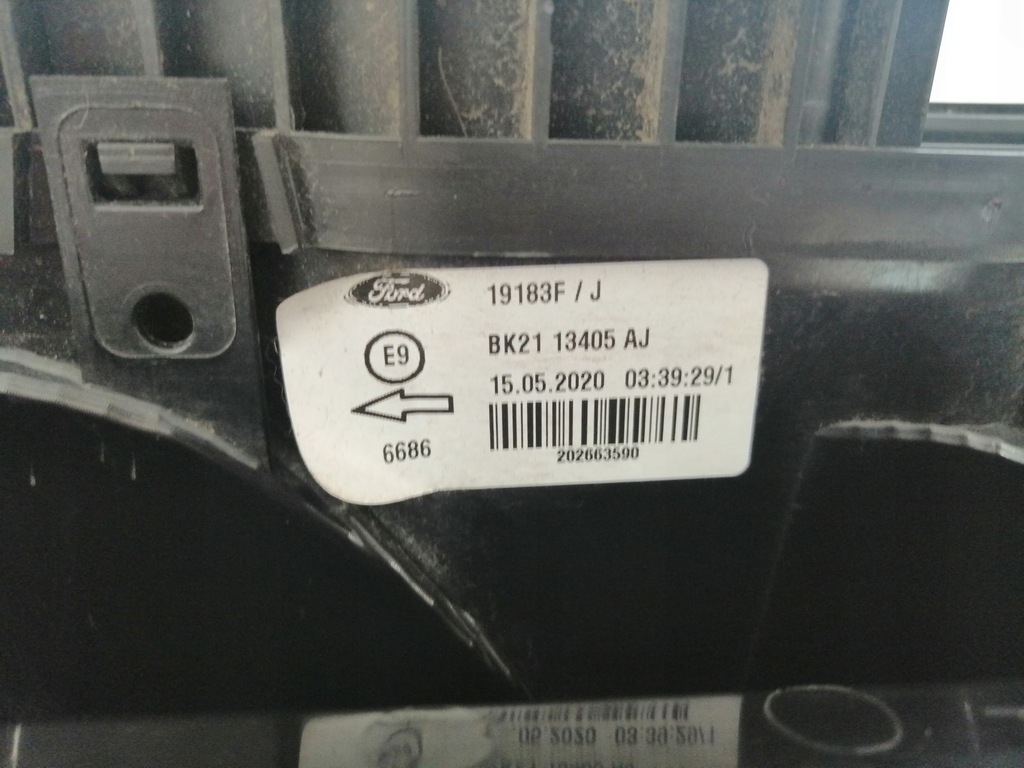 Ford
19183F / J
E9
BK21 13405 AJ
15.05.2020 03:39:29/1
6686
202663590